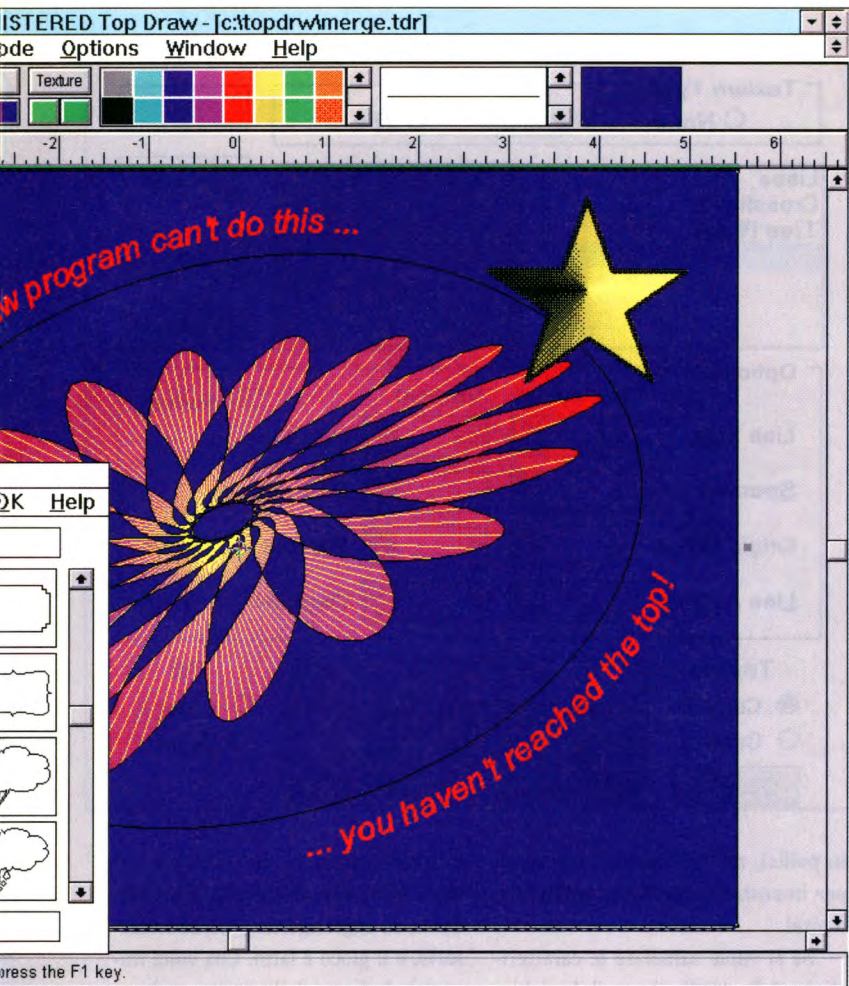 ISTERED Top Draw - [c:\topdrw\merge.tdr]
ode Options Window Help
Texture
-2 -1 0 1 2 3 4 5 6
w program can't do this ...
OK Help
... you haven't reached the top!
press the F1 key.